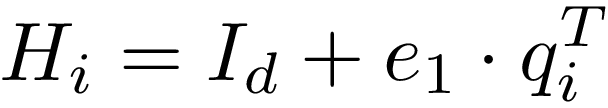 $H_i = I_d + e_1 \cdot q_i^T$